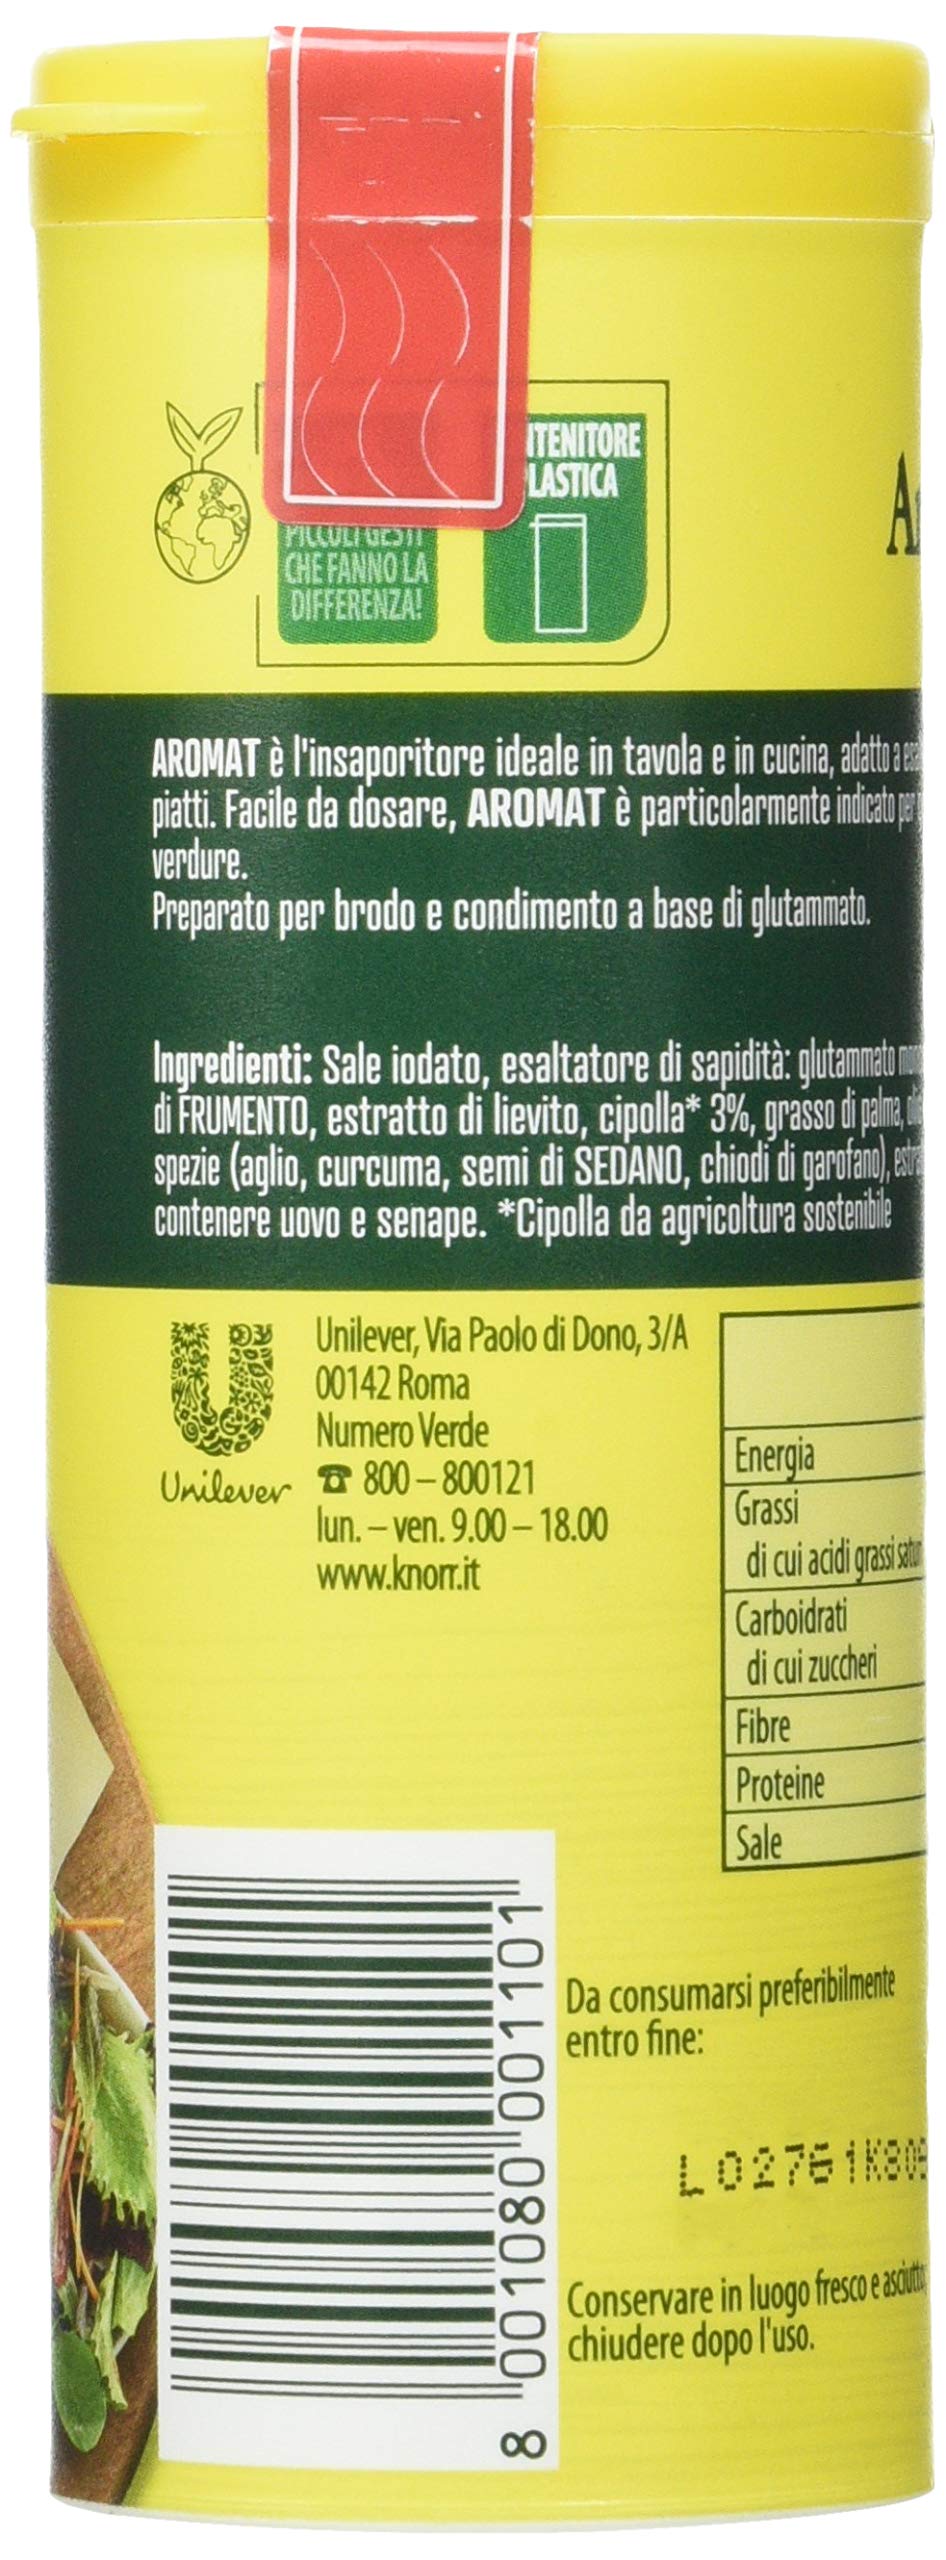 PICCOLI GESTI
CHE FANNO LA
DIFFERENZA!
AROMAT è l'insaporitore ideale in tavola e in cucina, adatto a
piatti. Facile da dosare, AROMAT è particolarmente indicato per
verdure.
Preparato per brodo e condimento a base di glutammato.
Ingredienti: Sale iodato, esaltatore di sapidità: glutammato
di FRUMENTO, estratto di lievito, cipolla* 3%, grasso di palma,
spezie (aglio, curcuma, semi di SEDANO, chiodi di garofano),
contenere uovo e senape. *Cipolla da agricoltura sostenibile
Unilever
Unilever, Via Paolo di Dono, 3/A
00142 Roma
Numero Verde
☎ 800 – 800121
lun. – ven. 9.00 – 18.00
www.knorr.it
Energia
Grassi
di cui acidi grassi
Carboidrati
di cui zuccheri
Fibre
Proteine
Sale
8 001080 001101
Da consumarsi preferibilmente
entro fine:
Conservare in luogo fresco e asciutto;
chiudere dopo l'uso.